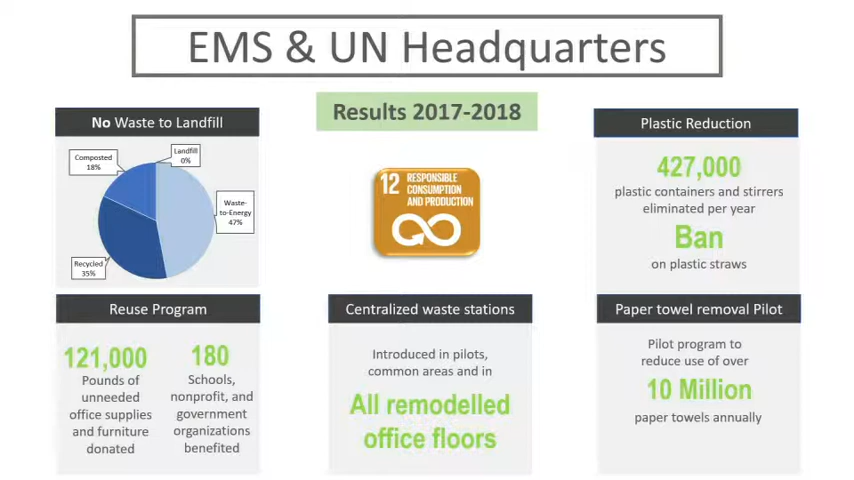 EMS & UN Headquarters
Results 2017-2018
No Waste to Landfill
Landfill
0%
Composted
18%
Waste-
to-Energy
47%
Recycled
35%
12 RESPONSIBLE
CONSUMPTION
AND PRODUCTION
Plastic Reduction
427,000
plastic containers and stirrers
eliminated per year
Ban
on plastic straws
Reuse Program
121,000
Pounds of
unneeded
office supplies
and furniture
donated
180
Schools,
nonprofit, and
government
organizations
benefited
Centralized waste stations
Introduced in pilots,
common areas and in
All remodelled
office floors
Paper towel removal Pilot
Pilot program to
reduce use of over
10 Million
paper towels annually